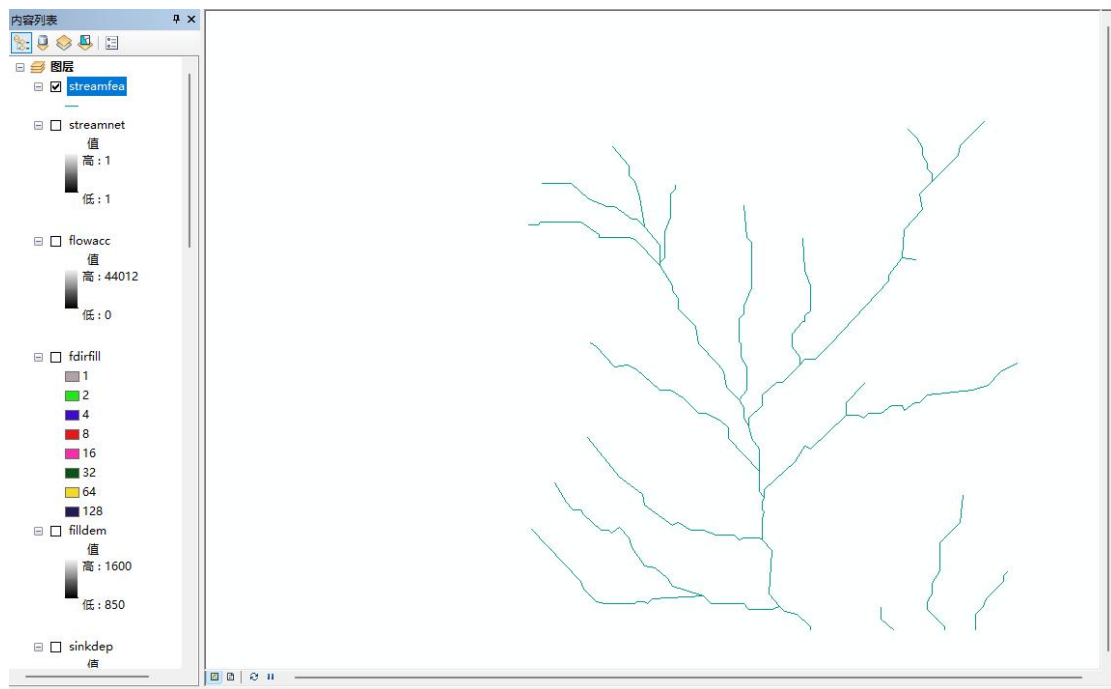 内容列表
图层
streamfea
streamnet
值
高 : 1
低 : 1
flowacc
值
高 : 44012
低 : 0
fdirfill
1
2
4
8
16
32
64
128
filldem
值
高 : 1600
低 : 850
sinkdep
值